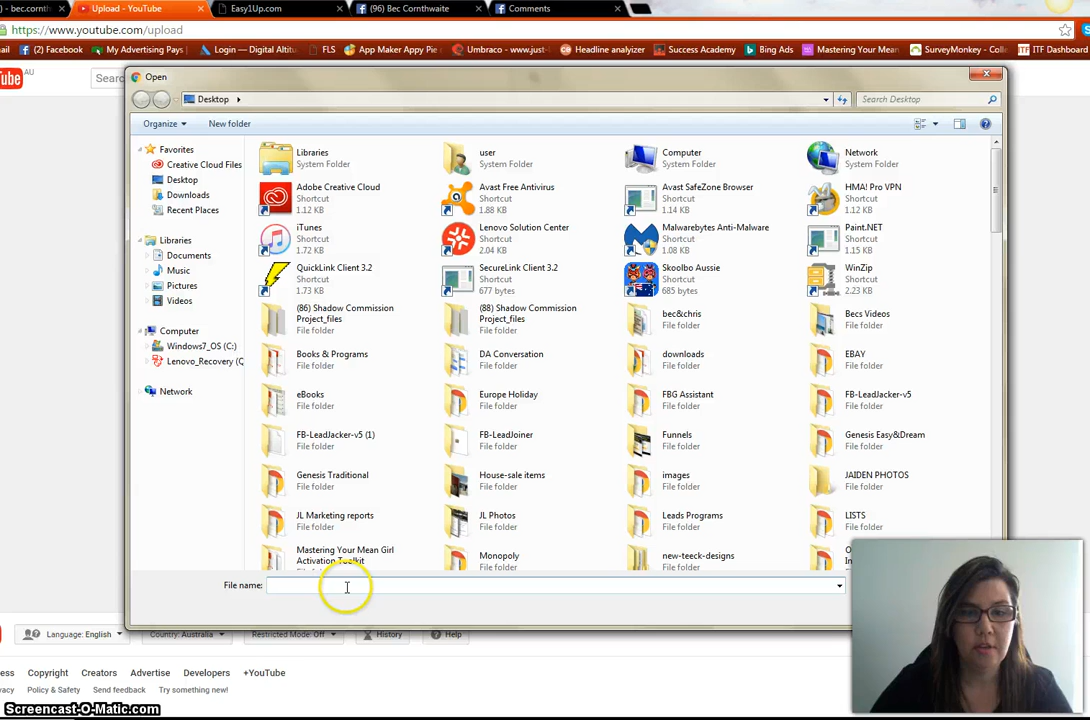 - bec.cornth
Upload - YouTube
Easy1Up.com
(96) Bec Cornthwaite
Comments
https://www.youtube.com/upload
ail
(2) Facebook
My Advertising Pays
Login — Digital Altitu
FLS
App Maker Appy Pie
Umbraco - www.just-
Headline analyzer
Success Academy
Bing Ads
Mastering Your Mean
SurveyMonkey - Colle
ITF Dashboard
Tube AU
Searc
Open
Desktop
Search Desktop
Organize
New folder
Favorites
Creative Cloud Files
Desktop
Downloads
Recent Places
Libraries
Documents
Music
Pictures
Videos
Computer
Windows7_OS (C:)
Lenovo_Recovery (Q
Network
Libraries
System Folder
user
System Folder
Computer
System Folder
Network
System Folder
Adobe Creative Cloud
Shortcut
1.12 KB
Avast Free Antivirus
Shortcut
1.88 KB
Avast SafeZone Browser
Shortcut
1.14 KB
HMA! Pro VPN
Shortcut
1.12 KB
iTunes
Shortcut
1.72 KB
Lenovo Solution Center
Shortcut
2.04 KB
Malwarebytes Anti-Malware
Shortcut
1.08 KB
Paint.NET
Shortcut
1.15 KB
QuickLink Client 3.2
Shortcut
1.73 KB
SecureLink Client 3.2
Shortcut
677 bytes
Skoolbo Aussie
Shortcut
685 bytes
WinZip
Shortcut
2.23 KB
(86) Shadow Commission
Project_files
File folder
(88) Shadow Commission
Project_files
File folder
bec&chris
File folder
Becs Videos
File folder
Books & Programs
File folder
DA Conversation
File folder
downloads
File folder
EBAY
File folder
eBooks
File folder
Europe Holiday
File folder
FBG Assistant
File folder
FB-LeadJacker-v5
File folder
FB-LeadJacker-v5 (1)
File folder
FB-LeadJoiner
File folder
Funnels
File folder
Genesis Easy&Dream
File folder
Genesis Traditional
File folder
House-sale items
File folder
images
File folder
JAIDEN PHOTOS
File folder
JL Marketing reports
File folder
JL Photos
File folder
Leads Programs
File folder
LISTS
File folder
Mastering Your Mean Girl
Activation Toolkit
Monopoly
File folder
new-teeck-designs
File folder
File name:
Language: English
Country: Australia
Restricted Mode: Off
History
Help
ess
Copyright
Creators
Advertise
Developers
+YouTube
ivacy
Policy & Safety
Send feedback
Try something new!
Screencast-O-Matic.com